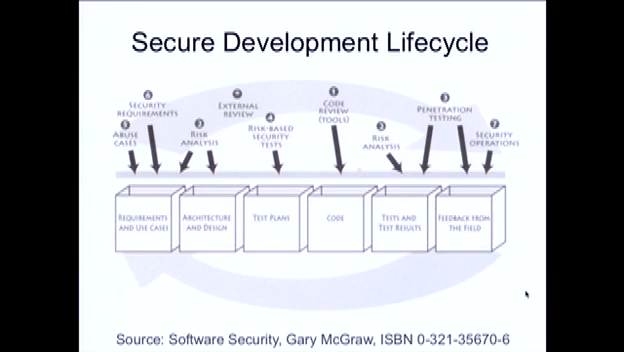 Secure Development Lifecycle
6
SECURITY
REQUIREMENTS
5
ABUSE
CASES
2
RISK
ANALYSIS
*
EXTERNAL
REVIEW
4
RISK-BASED
SECURITY
TESTS
1
CODE
REVIEW
(TOOLS)
2
RISK
ANALYSIS
3
PENETRATION
TESTING
7
SECURITY
OPERATIONS
REQUIREMENTS
AND USE CASES
ARCHITECTURE
AND DESIGN
TEST PLANS
CODE
TESTS AND
TEST RESULTS
FEEDBACK FROM
THE FIELD
Source: Software Security, Gary McGraw, ISBN 0-321-35670-6